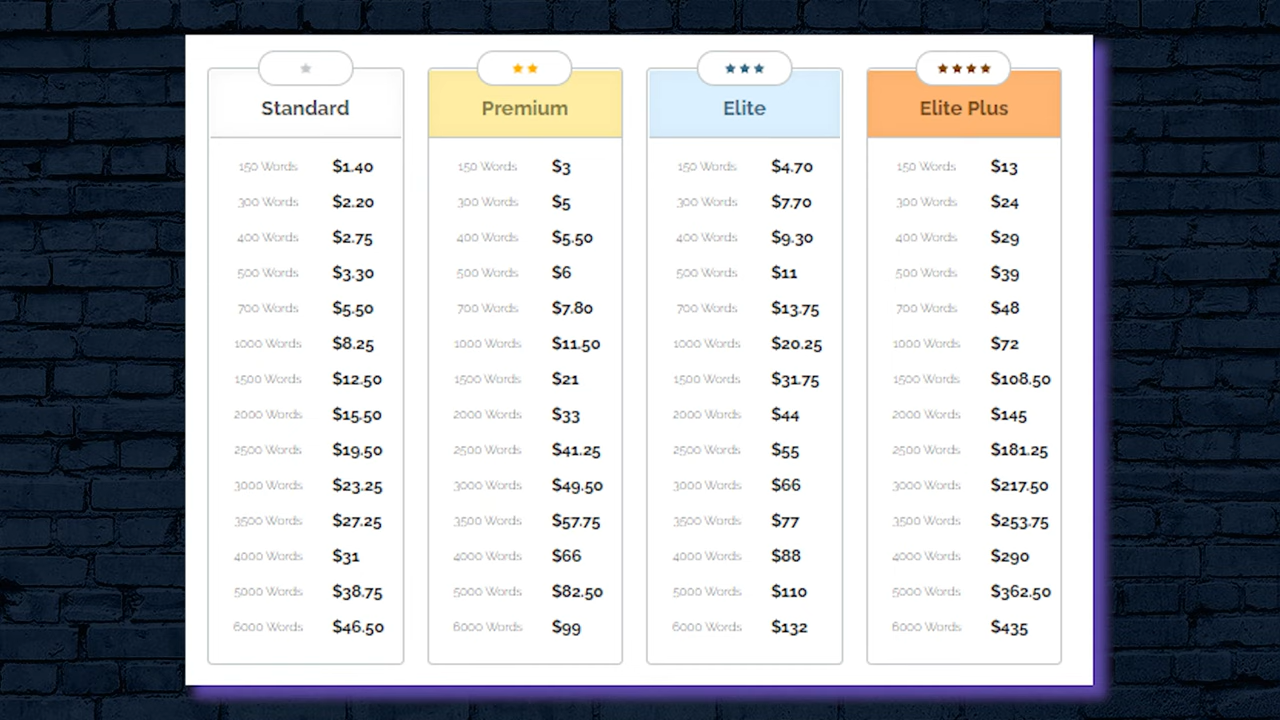 Standard
150 Words $1.40
300 Words $2.20
400 Words $2.75
500 Words $3.30
700 Words $5.50
1000 Words $8.25
1500 Words $12.50
2000 Words $15.50
2500 Words $19.50
3000 Words $23.25
3500 Words $27.25
4000 Words $31
5000 Words $38.75
6000 Words $46.50
Premium
150 Words $3
300 Words $5
400 Words $5.50
500 Words $6
700 Words $7.80
1000 Words $11.50
1500 Words $21
2000 Words $33
2500 Words $41.25
3000 Words $49.50
3500 Words $57.75
4000 Words $66
5000 Words $82.50
6000 Words $99
Elite
150 Words $4.70
300 Words $7.70
400 Words $9.30
500 Words $11
700 Words $13.75
1000 Words $20.25
1500 Words $31.75
2000 Words $44
2500 Words $55
3000 Words $66
3500 Words $77
4000 Words $88
5000 Words $110
6000 Words $132
Elite Plus
150 Words $13
300 Words $24
400 Words $29
500 Words $39
700 Words $48
1000 Words $72
1500 Words $108.50
2000 Words $145
2500 Words $181.25
3000 Words $217.50
3500 Words $253.75
4000 Words $290
5000 Words $362.50
6000 Words $435